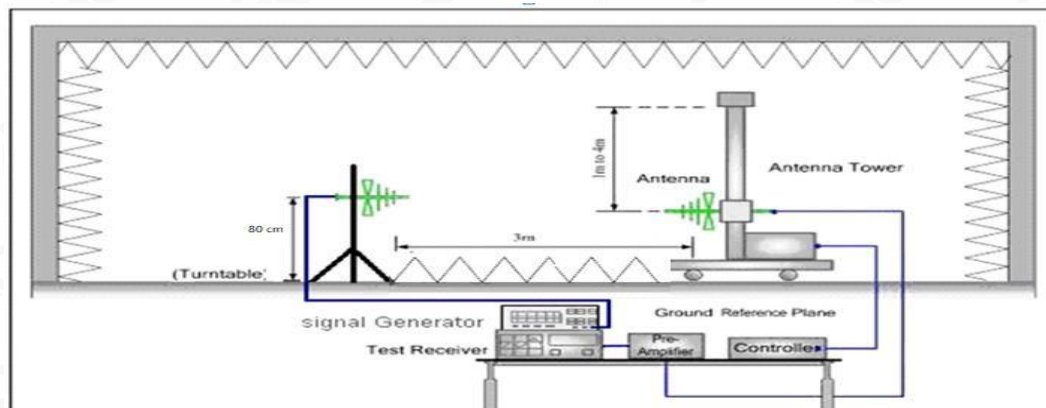 1m to 4m
Antenna Tower
Antenna
80 cm
3m
(Turntable)
signal Generator
Ground Reference Plane
Test Receiver
Pre-
Amplifier
Controller